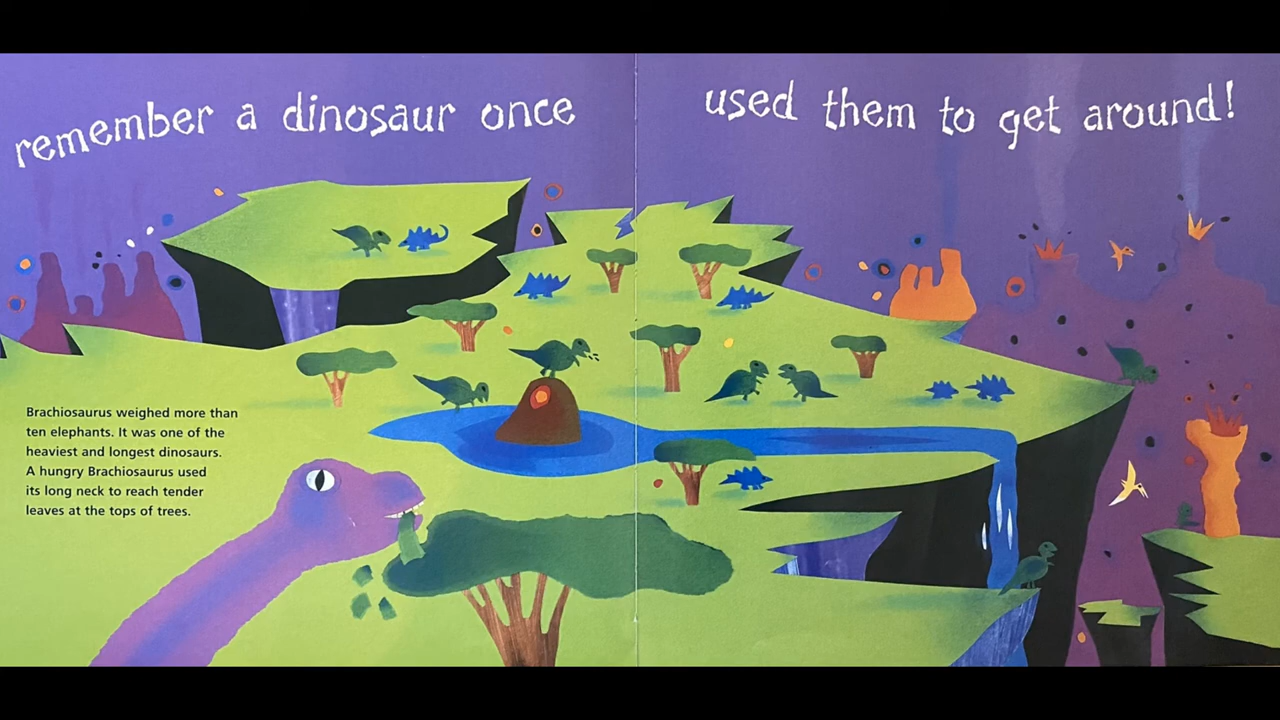 remember a dinosaur once used them to get around!
Brachiosaurus weighed more than
ten elephants. It was one of the
heaviest and longest dinosaurs.
A hungry Brachiosaurus used
its long neck to reach tender
leaves at the tops of trees.